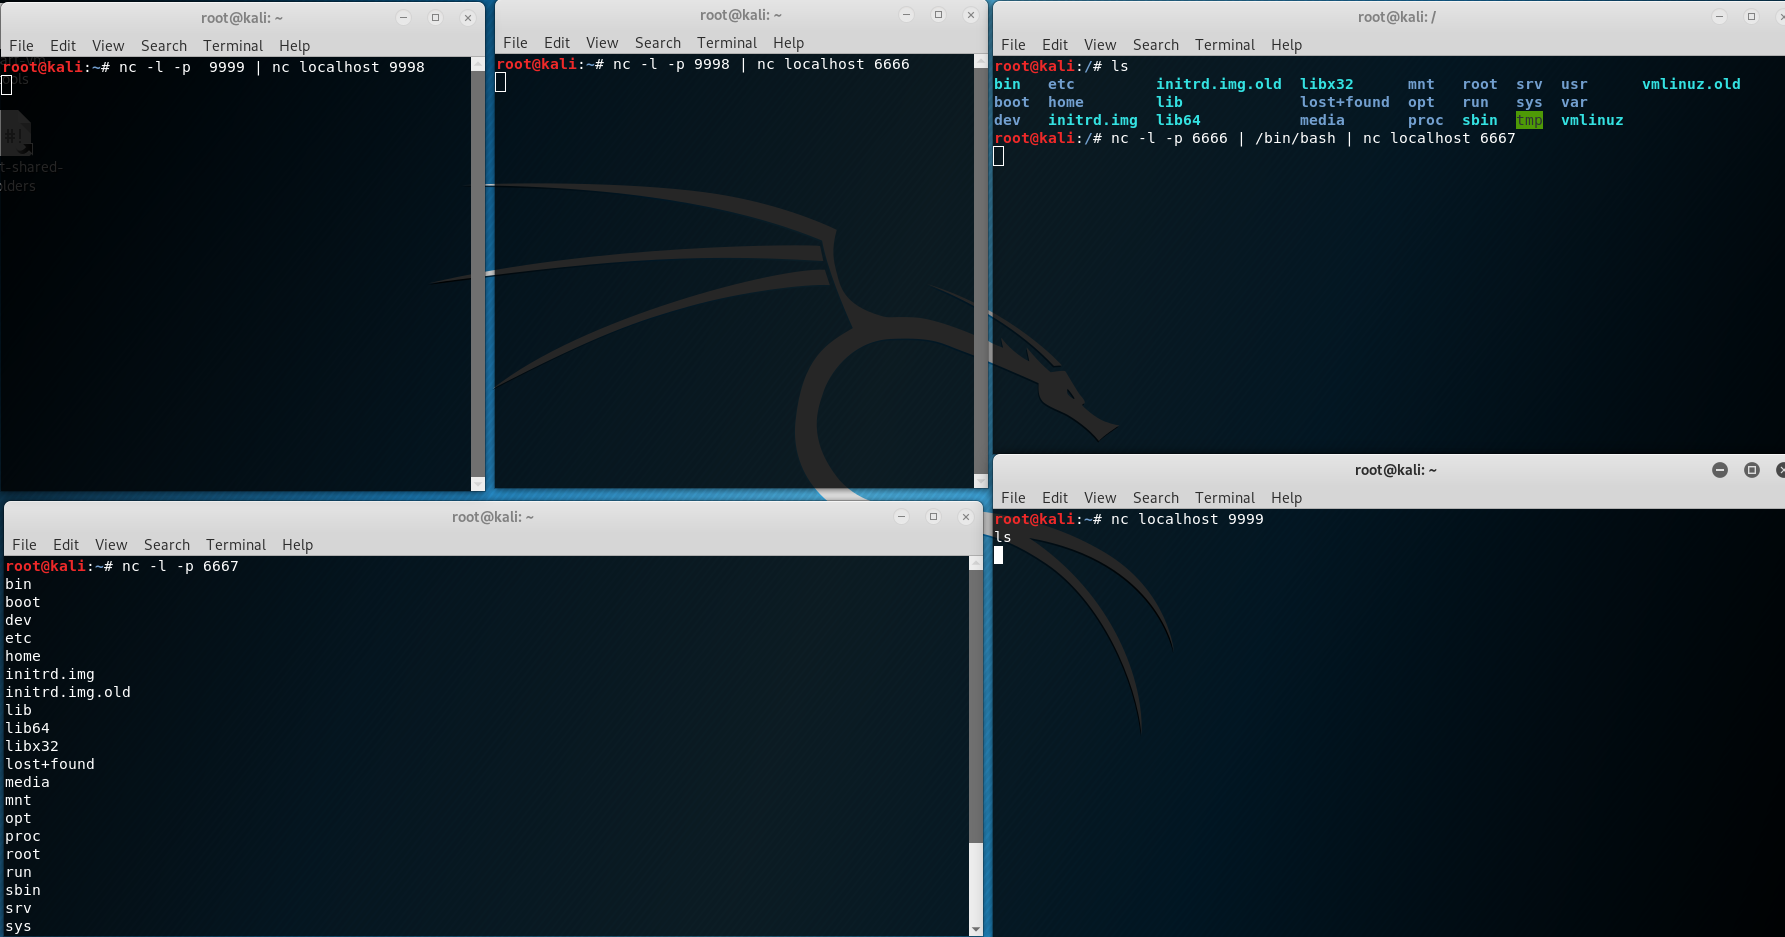 root@kali: ~
File Edit View Search Terminal Help
root@kali:~# nc -l -p  9999 | nc localhost 9998
#!
t-shared-
lders
root@kali: ~
File Edit View Search Terminal Help
root@kali:~# nc -l -p 9998 | nc localhost 6666
root@kali: /
File Edit View Search Terminal Help
root@kali:/# ls
bin etc initrd.img.old libx32 mnt root srv usr vmlinuz.old
boot home lib lost+found opt run sys var
dev initrd.img lib64 media proc sbin tmp vmlinuz
root@kali:/# nc -l -p 6666 | /bin/bash | nc localhost 6667
root@kali: ~
File Edit View Search Terminal Help
root@kali:~# nc -l -p 6667
bin
boot
dev
etc
home
initrd.img
initrd.img.old
lib
lib64
libx32
lost+found
media
mnt
opt
proc
root
run
sbin
srv
sys
root@kali: ~
File Edit View Search Terminal Help
root@kali:~# nc localhost 9999
ls